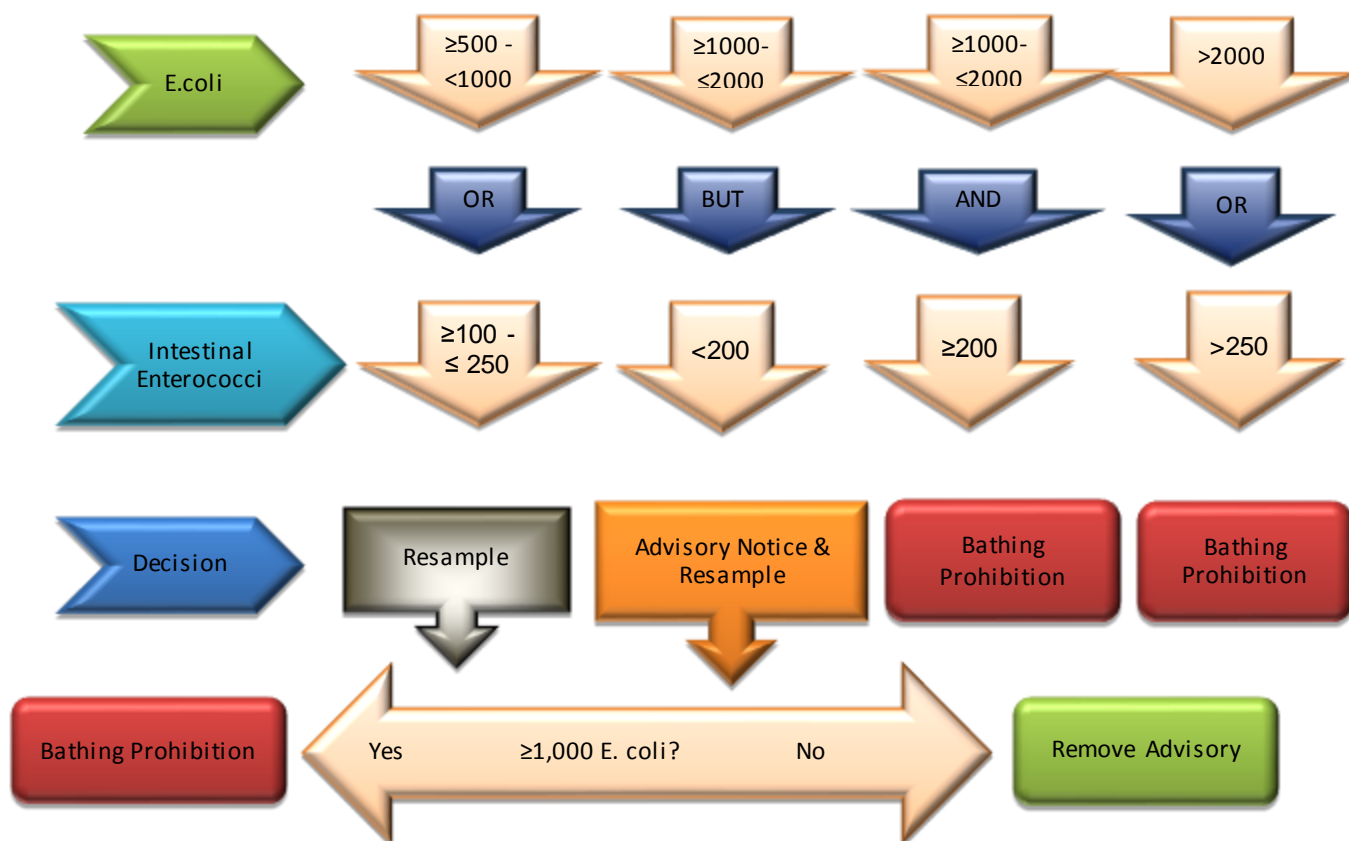 E.coli
≥500 -
<1000
≥1000-
≤2000
≥1000-
≤2000
>2000
OR
BUT
AND
OR
Intestinal
Enterococci
≥100 -
≤ 250
<200
≥200
>250
Decision
Resample
Advisory Notice &
Resample
Bathing
Prohibition
Bathing
Prohibition
Bathing Prohibition
Yes
≥1,000 E. coli?
No
Remove Advisory